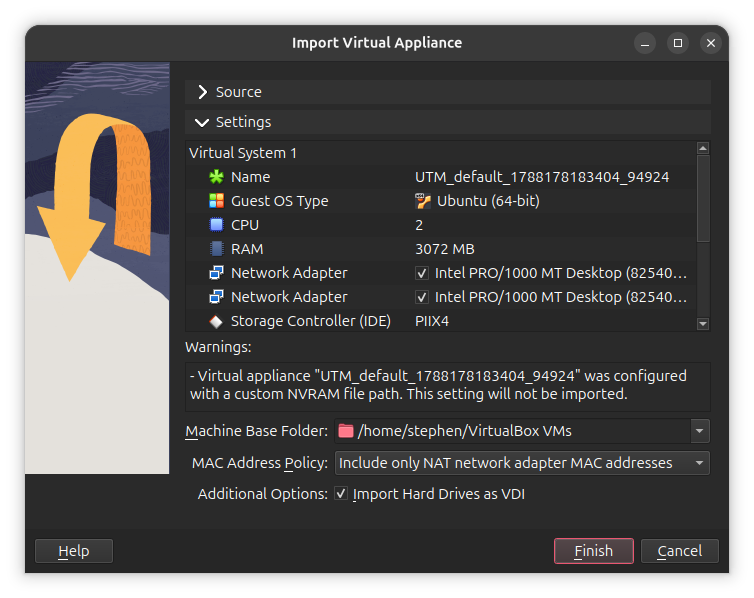 Import Virtual Appliance
Source
Settings
Virtual System 1
Name UTM_default_1788178183404_94924
Guest OS Type Ubuntu (64-bit)
CPU 2
RAM 3072 MB
Network Adapter Intel PRO/1000 MT Desktop (82540...
Network Adapter Intel PRO/1000 MT Desktop (82540...
Storage Controller (IDE) PIIX4
Warnings:
- Virtual appliance "UTM_default_1788178183404_94924" was configured
with a custom NVRAM file path. This setting will not be imported.
Machine Base Folder: /home/stephen/VirtualBox VMs
MAC Address Policy: Include only NAT network adapter MAC addresses
Additional Options: Import Hard Drives as VDI
Help Finish Cancel